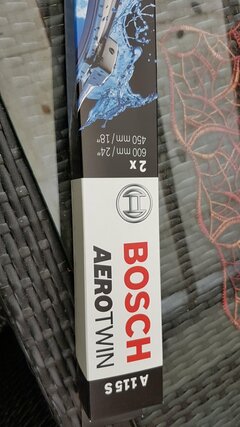 2 x
600 mm / 24"
450 mm / 18"
BOSCH
AEROTWIN
A 115 S